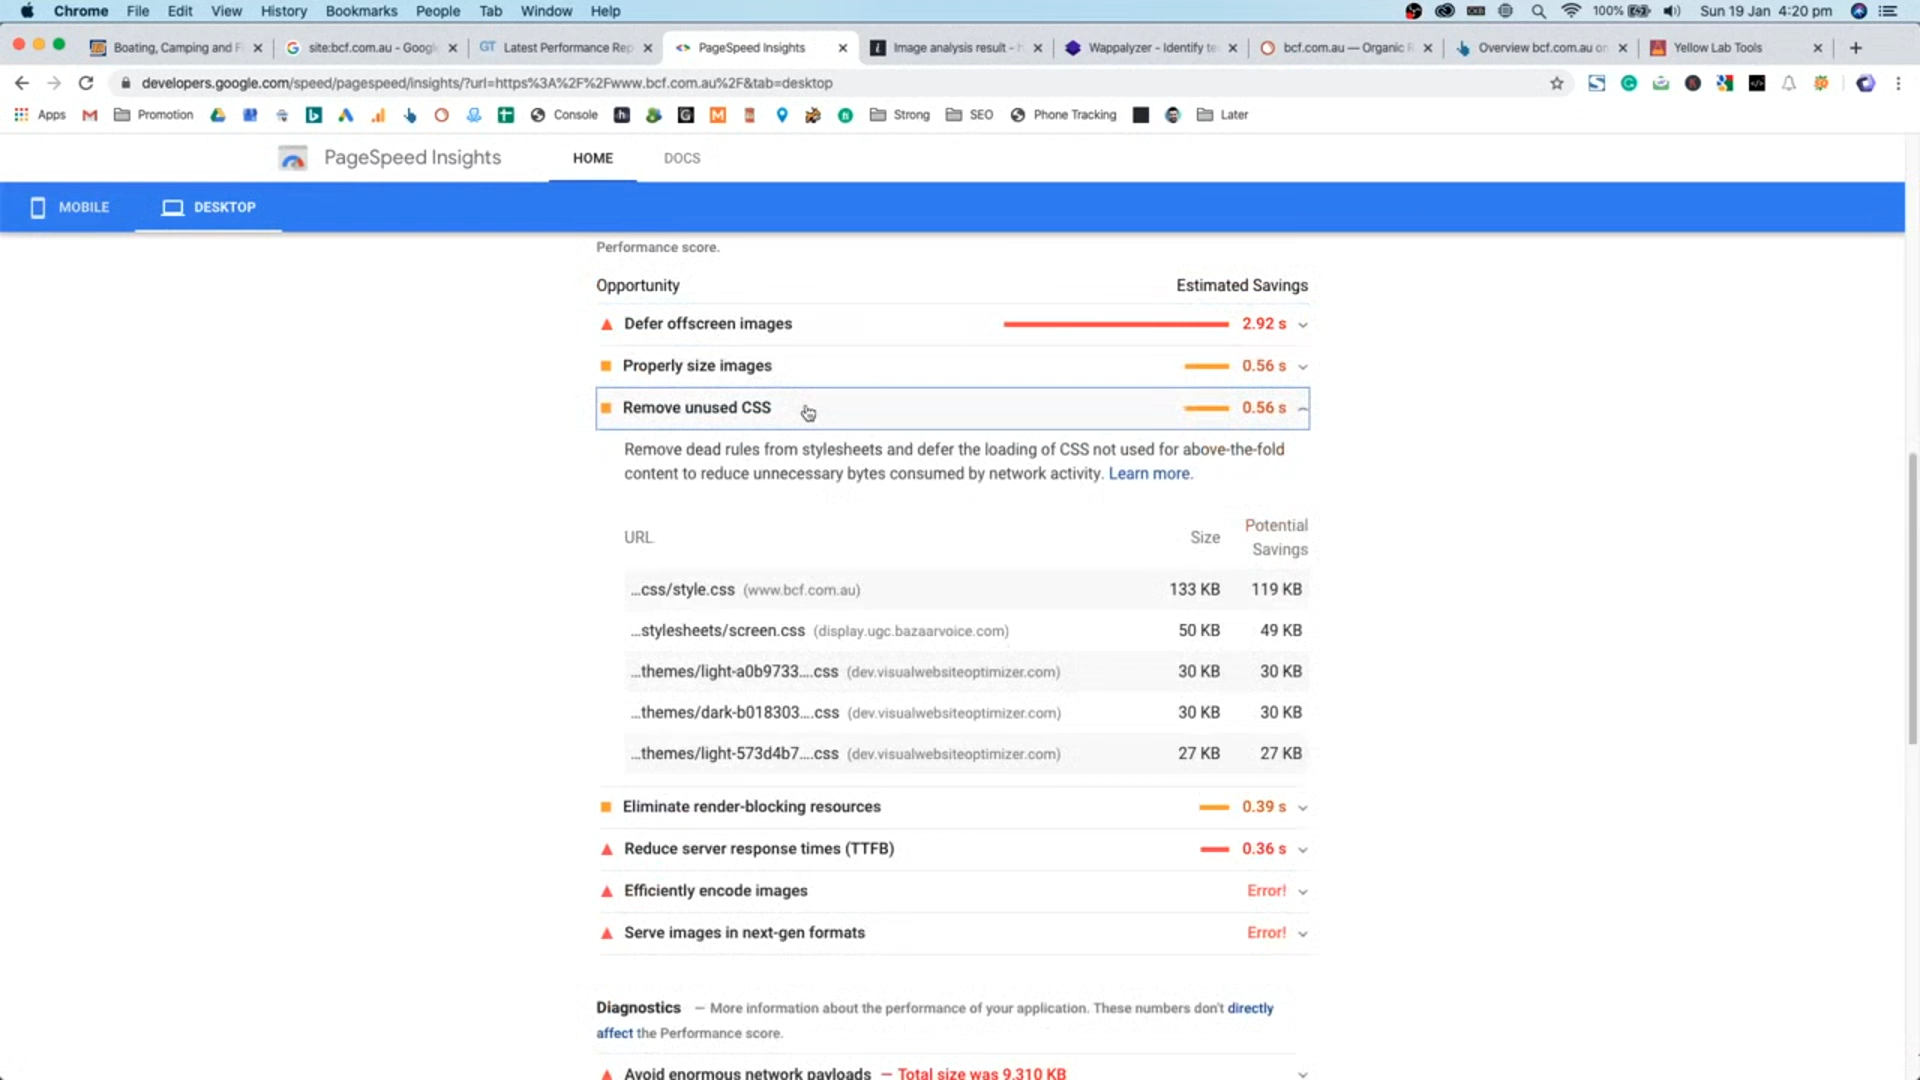 Chrome File Edit View History Bookmarks People Tab Window Help 100% Sun 19 Jan 4:20 pm
Boating, Camping and Fi site:bcf.com.au - Googl GT Latest Performance Rep PageSpeed Insights Image analysis result - Wappalyzer - Identify te bcf.com.au — Organic Overview bcf.com.au on Yellow Lab Tools
developers.google.com/speed/pagespeed/insights/?url=https%3A%2F%2Fwww.bcf.com.au%2F&tab=desktop
Apps Promotion Console Strong SEO Phone Tracking Later
PageSpeed Insights HOME DOCS
MOBILE DESKTOP
Performance score.
Opportunity Estimated Savings
Defer offscreen images 2.92 s
Properly size images 0.56 s
Remove unused CSS 0.56 s
Remove dead rules from stylesheets and defer the loading of CSS not used for above-the-fold
content to reduce unnecessary bytes consumed by network activity. Learn more.
URL Size Potential Savings
...css/style.css (www.bcf.com.au) 133 KB 119 KB
...stylesheets/screen.css (display.ugc.bazaarvoice.com) 50 KB 49 KB
...themes/light-a0b9733....css (dev.visualwebsiteoptimizer.com) 30 KB 30 KB
...themes/dark-b018303....css (dev.visualwebsiteoptimizer.com) 30 KB 30 KB
...themes/light-573d4b7....css (dev.visualwebsiteoptimizer.com) 27 KB 27 KB
Eliminate render-blocking resources 0.39 s
Reduce server response times (TTFB) 0.36 s
Efficiently encode images Error!
Serve images in next-gen formats Error!
Diagnostics — More information about the performance of your application. These numbers don't directly
affect the Performance score.
Avoid enormous network payloads — Total size was 9,310 KB